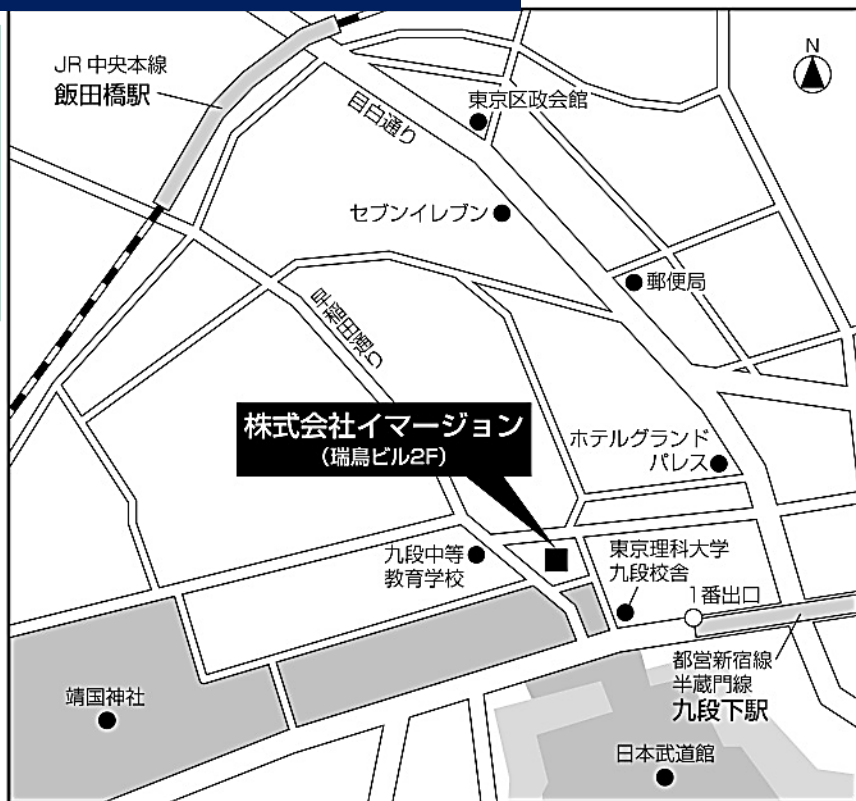 JR 中央本線
飯田橋駅
N
目白通り
東京区政会館
セブンイレブン
郵便局
早稲田通り
株式会社イマージョン
(瑞鳥ビル2F)
ホテルグランド
パレス
九段中等
教育学校
東京理科大学
九段校舎
1番出口
都営新宿線
半蔵門線
九段下駅
靖国神社
日本武道館